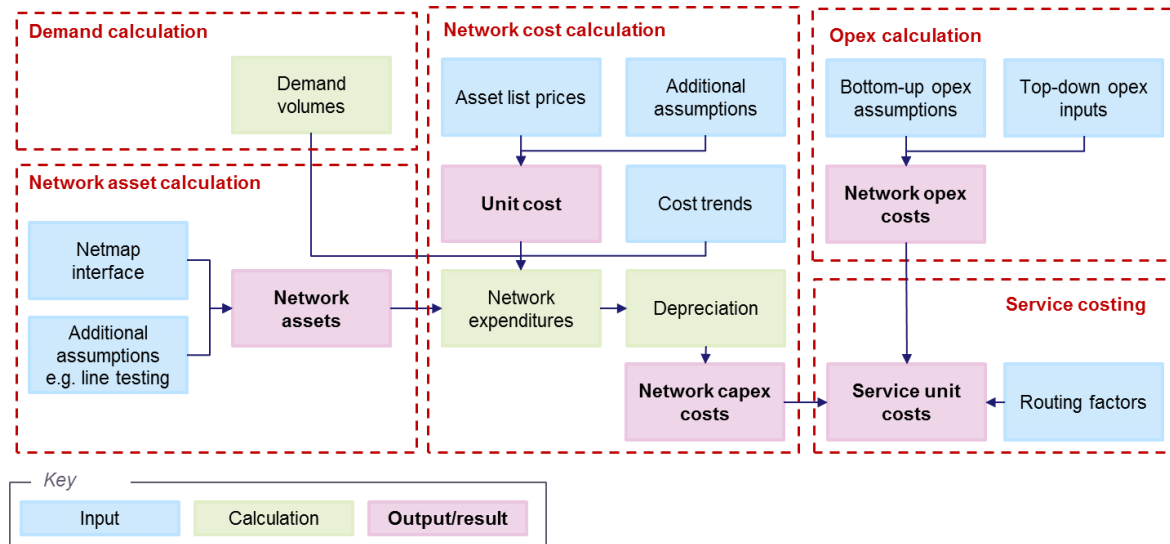 Demand calculation
Demand
volumes
Network asset calculation
Netmap
interface
Additional
assumptions
e.g. line testing
Network
assets
Network cost calculation
Asset list prices
Additional
assumptions
Unit cost
Cost trends
Network
expenditures
Depreciation
Network capex
costs
Opex calculation
Bottom-up opex
assumptions
Top-down opex
inputs
Network opex
costs
Service costing
Service unit
costs
Routing factors
Key
Input
Calculation
Output/result